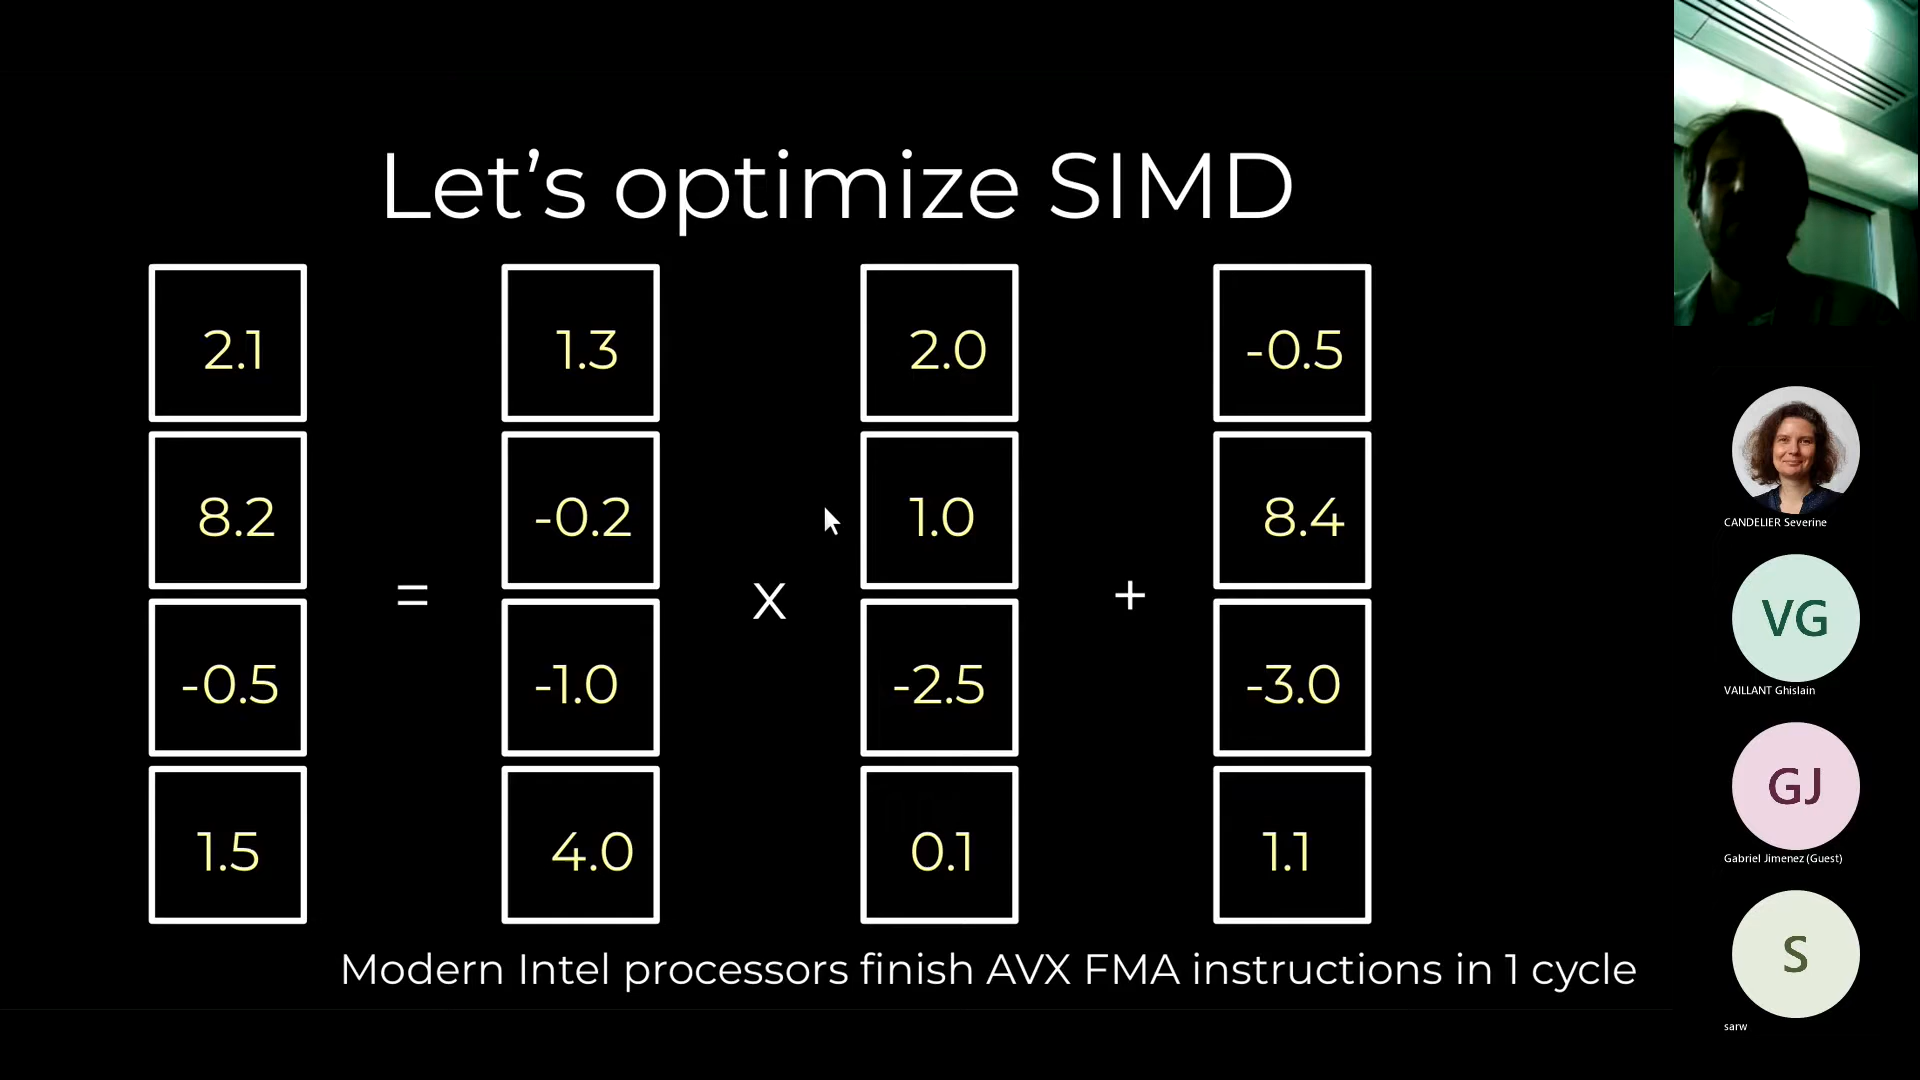 Let's optimize SIMD
2.1 1.3 2.0 -0.5
8.2 -0.2 1.0 8.4
= x +
-0.5 -1.0 -2.5 -3.0
1.5 4.0 0.1 1.1
Modern Intel processors finish AVX FMA instructions in 1 cycle
CANDELIER Severine
VG
VAILLANT Ghislain
GJ
Gabriel Jimenez (Guest)
S
sarw